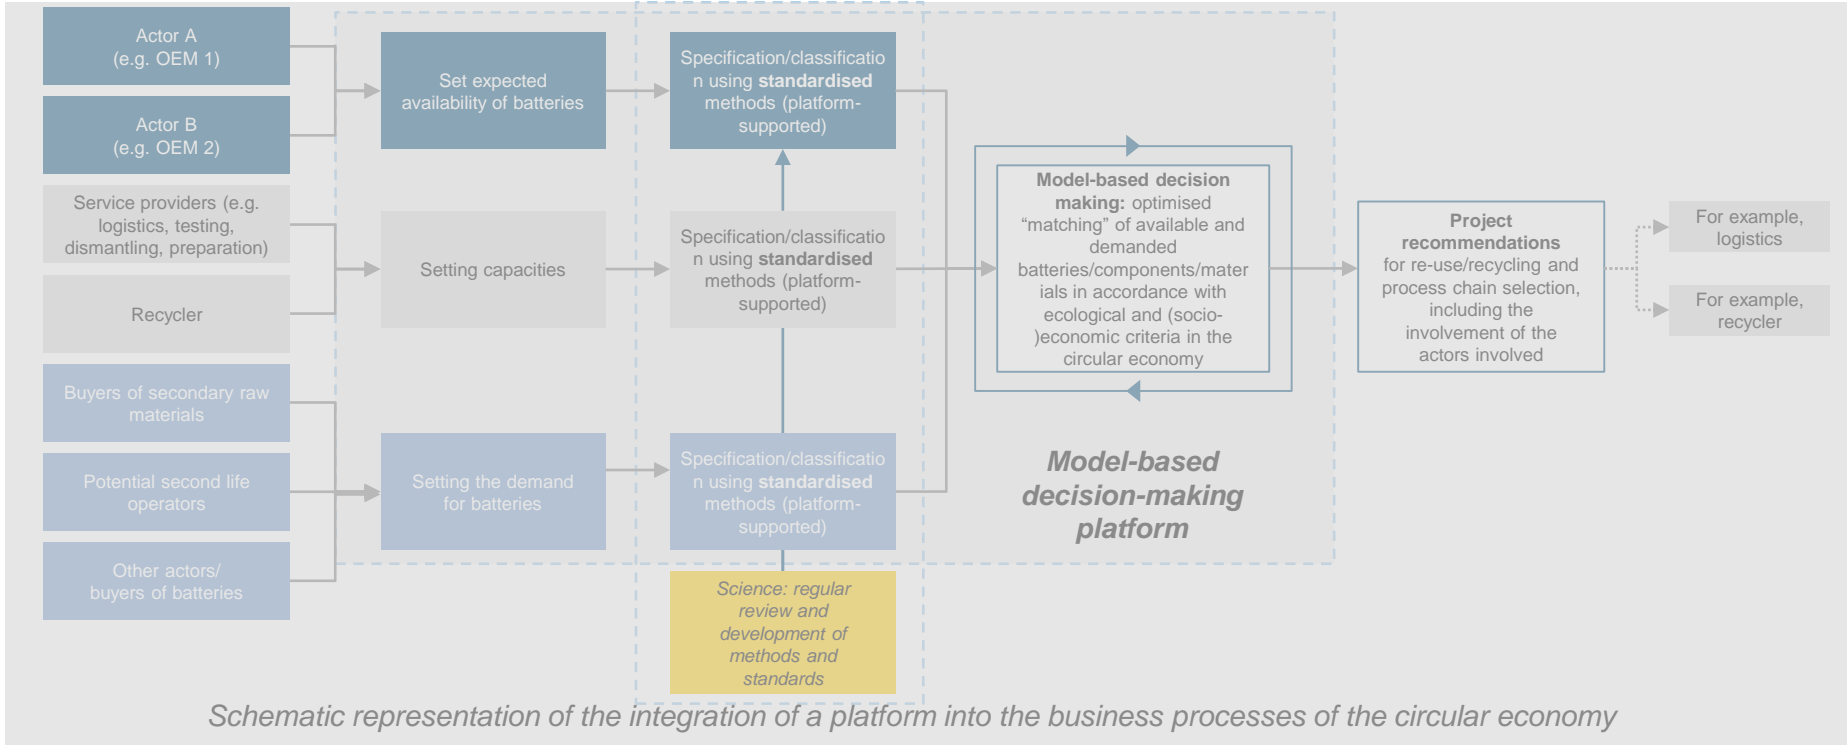 Actor A
(e.g. OEM 1)
Actor B
(e.g. OEM 2)
Service providers (e.g.
logistics, testing,
dismantling, preparation)
Recycler
Buyers of secondary raw
materials
Potential second life
operators
Other actors/
buyers of batteries
Set expected
availability of batteries
Setting capacities
Setting the demand
for batteries
Specification/classificatio
n using standardised
methods (platform-
supported)
Specification/classificatio
n using standardised
methods (platform-
supported)
Specification/classificatio
n using standardised
methods (platform-
supported)
Science: regular
review and
development of
methods and
standards
Model-based decision
making: optimised
“matching” of available and
demanded
batteries/components/mater
ials in accordance with
ecological and (socio-
)economic criteria in the
circular economy
Model-based
decision-making
platform
Project
recommendations
for re-use/recycling and
process chain selection,
including the
involvement of the
actors involved
For example,
logistics
For example,
recycler
Schematic representation of the integration of a platform into the business processes of the circular economy